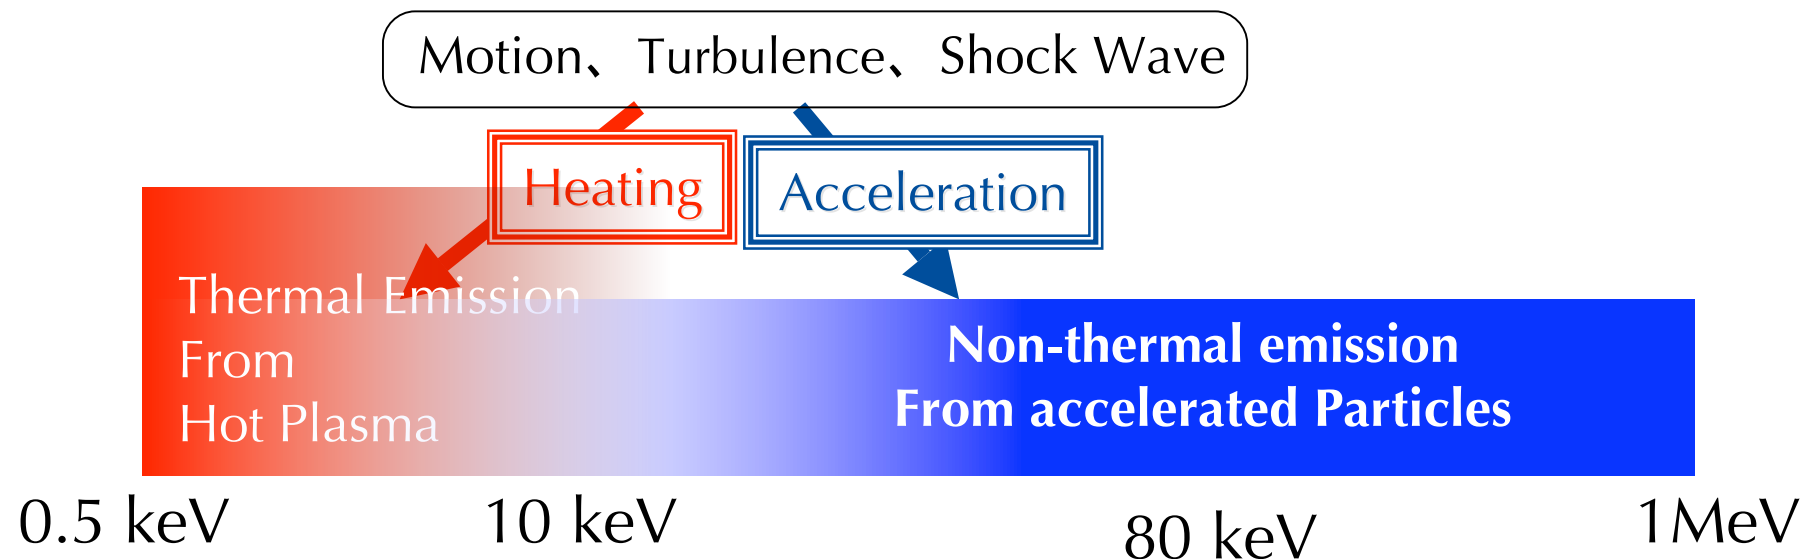 Motion、Turbulence、Shock Wave
Heating
Acceleration
Thermal Emission
From
Hot Plasma
Non-thermal emission
From accelerated Particles
0.5 keV
10 keV
80 keV
1MeV